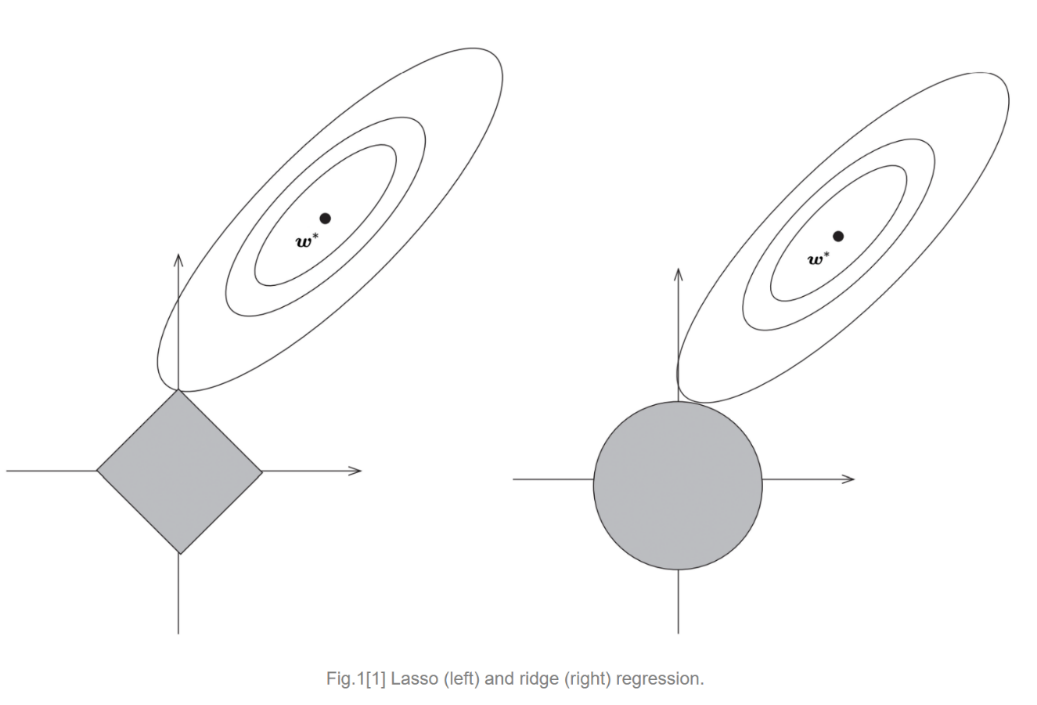 w*
w*
Fig.1[1] Lasso (left) and ridge (right) regression.